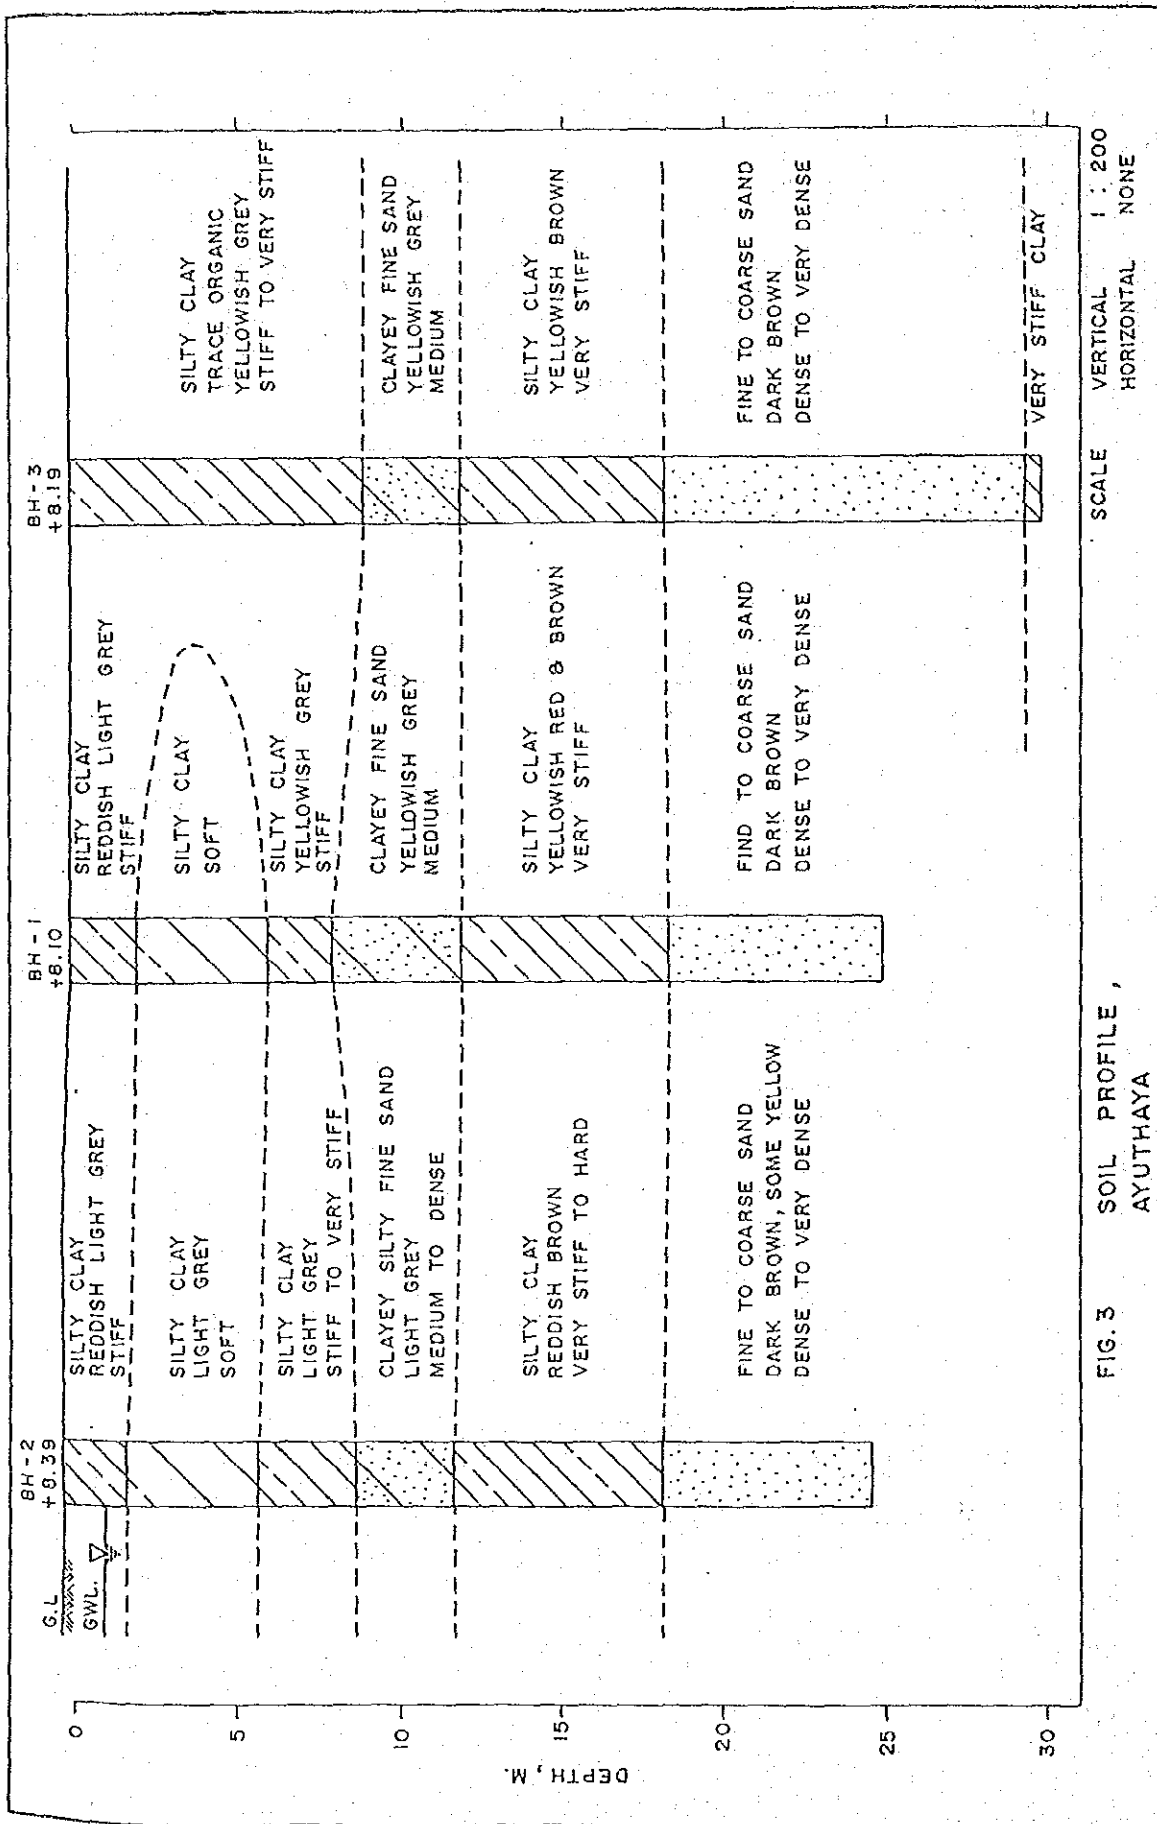 BH-2
+8.39
BH-1
+8.10
BH-3
+8.19
G.L
GWL.
DEPTH, M.
0
5
10
15
20
25
30
SILTY CLAY
REDDISH LIGHT GREY
STIFF
SILTY CLAY
LIGHT GREY
SOFT
SILTY CLAY
LIGHT GREY
STIFF TO VERY STIFF
CLAYEY SILTY FINE SAND
LIGHT GREY
MEDIUM TO DENSE
SILTY CLAY
REDDISH BROWN
VERY STIFF TO HARD
FINE TO COARSE SAND
DARK BROWN, SOME YELLOW
DENSE TO VERY DENSE
SILTY CLAY
REDDISH LIGHT GREY
STIFF
SILTY CLAY
SOFT
SILTY CLAY
YELLOWISH GREY
STIFF
CLAYEY FINE SAND
YELLOWISH GREY
MEDIUM
SILTY CLAY
YELLOWISH RED & BROWN
VERY STIFF
FIND TO COARSE SAND
DARK BROWN
DENSE TO VERY DENSE
SILTY CLAY
TRACE ORGANIC
YELLOWISH GREY
STIFF TO VERY STIFF
CLAYEY FINE SAND
YELLOWISH GREY
MEDIUM
SILTY CLAY
YELLOWISH BROWN
VERY STIFF
FINE TO COARSE SAND
DARK BROWN
DENSE TO VERY DENSE
VERY STIFF CLAY
SCALE VERTICAL 1 : 200
HORIZONTAL NONE
FIG. 3 SOIL PROFILE,
AYUTHAYA